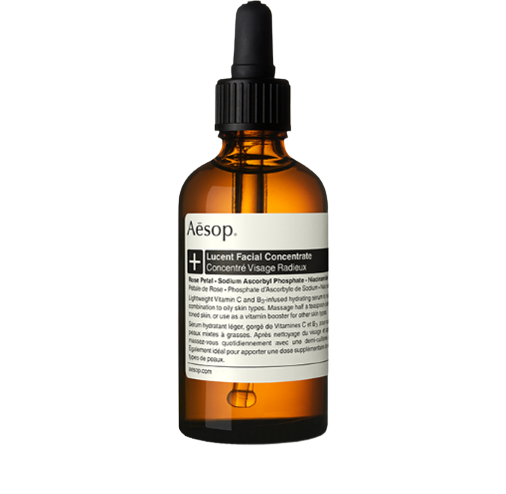 Aēsop.
Lucent Facial Concentrate
Concentré Visage Radieux
Rose Petal - Sodium Ascorbyl Phosphate - Niacinam
Pétale de Rose - Phosphate d'Ascorbyle de Sodium -
Lightweight Vitamin C and B₃-infused hydrating serum
combination to oily skin types. Massage half a teaspoon
toned skin, or use as a vitamin booster for other skin types.
Sérum hydratant léger, gorgé de Vitamines C et B₃,
peaux mixtes à grasses. Après nettoyage du visage et
massez-vous quotidiennement avec une demi-cuillère
Également idéal pour apporter une dose supplémentaire
types de peaux.
aesop.com